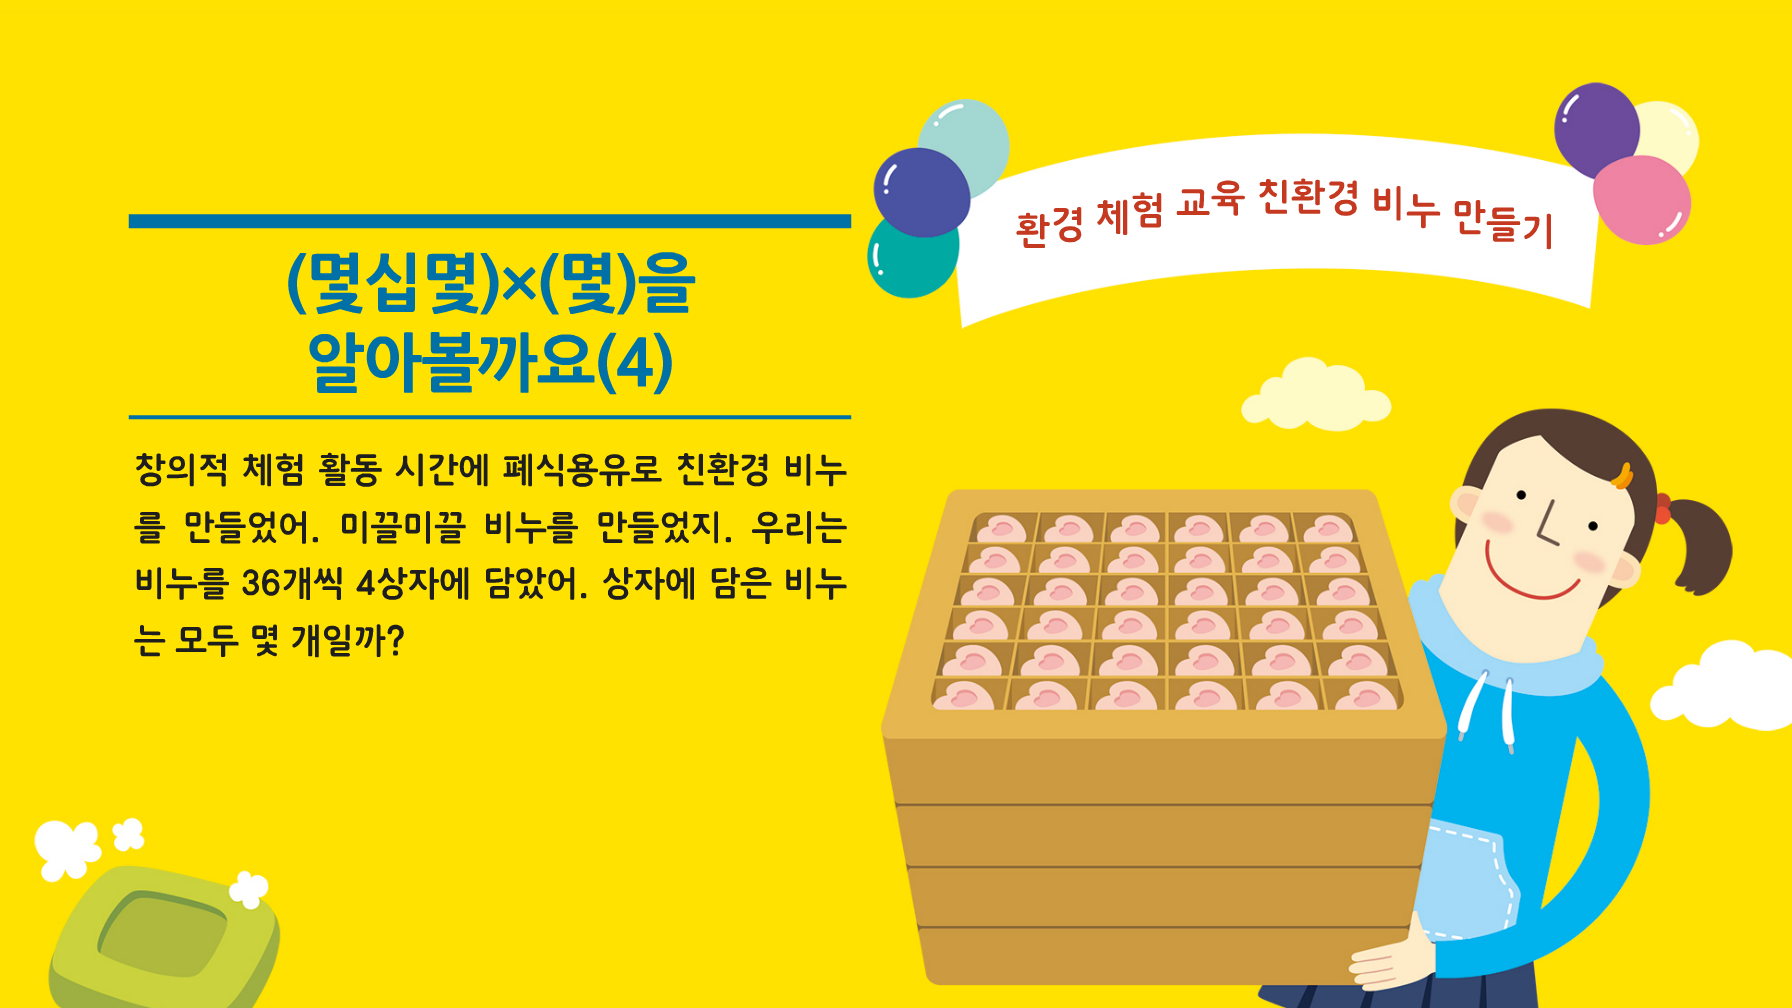 환경 체험 교육 친환경 비누 만들기
(몇십몇)×(몇)을
알아볼까요(4)
창의적 체험 활동 시간에 폐식용유로 친환경 비누
를 만들었어. 미끌미끌 비누를 만들었지. 우리는
비누를 36개씩 4상자에 담았어. 상자에 담은 비누
는 모두 몇 개일까?